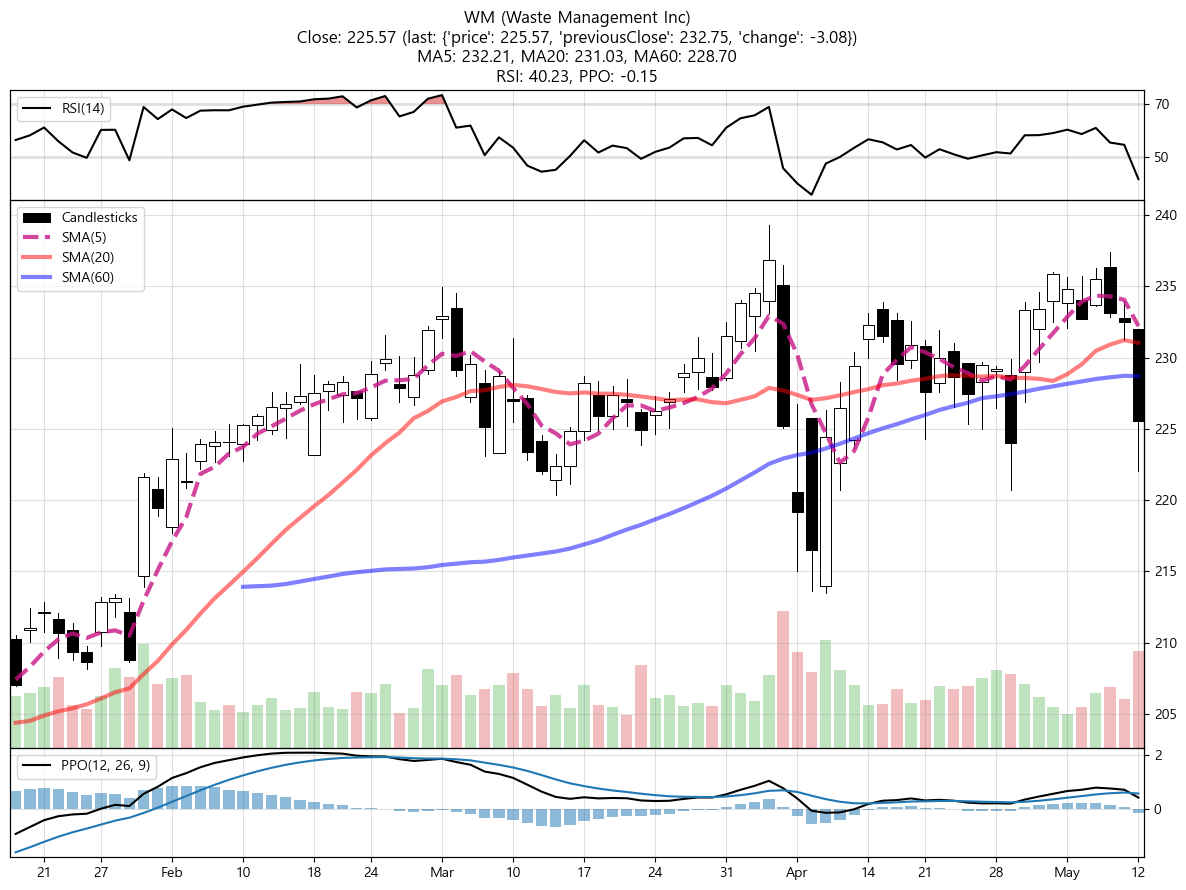 WM (Waste Management Inc)
Close: 225.57 (last: {'price': 225.57, 'previousClose': 232.75, 'change': -3.08})
MA5: 232.21, MA20: 231.03, MA60: 228.70
RSI: 40.23, PPO: -0.15
RSI(14)
70
50
Candlesticks
SMA(5)
SMA(20)
SMA(60)
240
235
230
225
220
215
210
205
PPO(12, 26, 9)
2
0
21 27 Feb 10 18 24 Mar 10 17 24 31 Apr 14 21 28 May 12